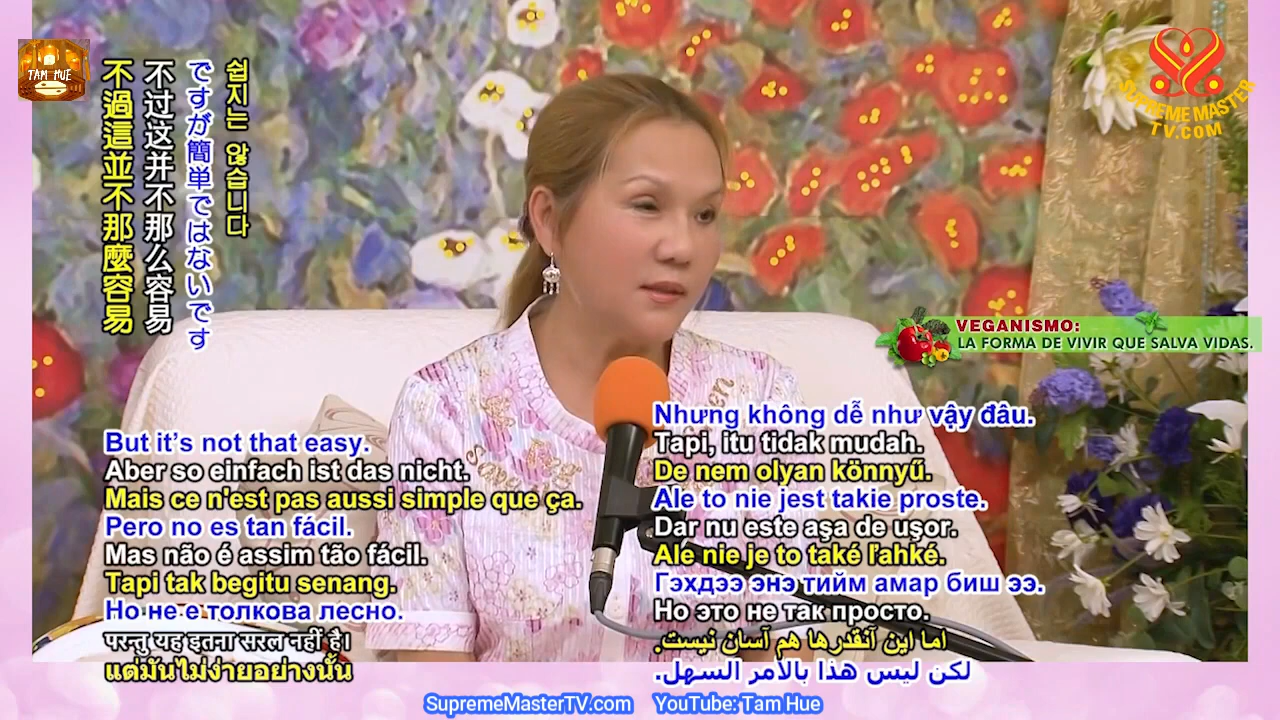 TAM HUE
不過這並不那麼容易
不过这并不那么容易
ですが簡単ではないです
쉽지는 않습니다
SUPREME MASTER
TV.COM
VEGANISMO:
LA FORMA DE VIVIR QUE SALVA VIDAS.
But it's not that easy.
Aber so einfach ist das nicht.
Mais ce n'est pas aussi simple que ça.
Pero no es tan fácil.
Mas não é assim tão fácil.
Tapi tak begitu senang.
Но не е толкова лесно.
परन्तु यह इतना सरल नहीं है।
แต่มันไม่ง่ายอย่างนั้น
Nhưng không dễ như vậy đâu.
Tapi, itu tidak mudah.
De nem olyan könnyű.
Ale to nie jest takie proste.
Dar nu este aşa de uşor.
Ale nie je to také ľahké.
Гэхдээ энэ тийм амар биш ээ.
Но это не так просто.
اما این آنقدرها هم آسان نیست.
لكن ليس هذا بالأمر السهل.
SupremeMasterTV.com YouTube: Tam Hue